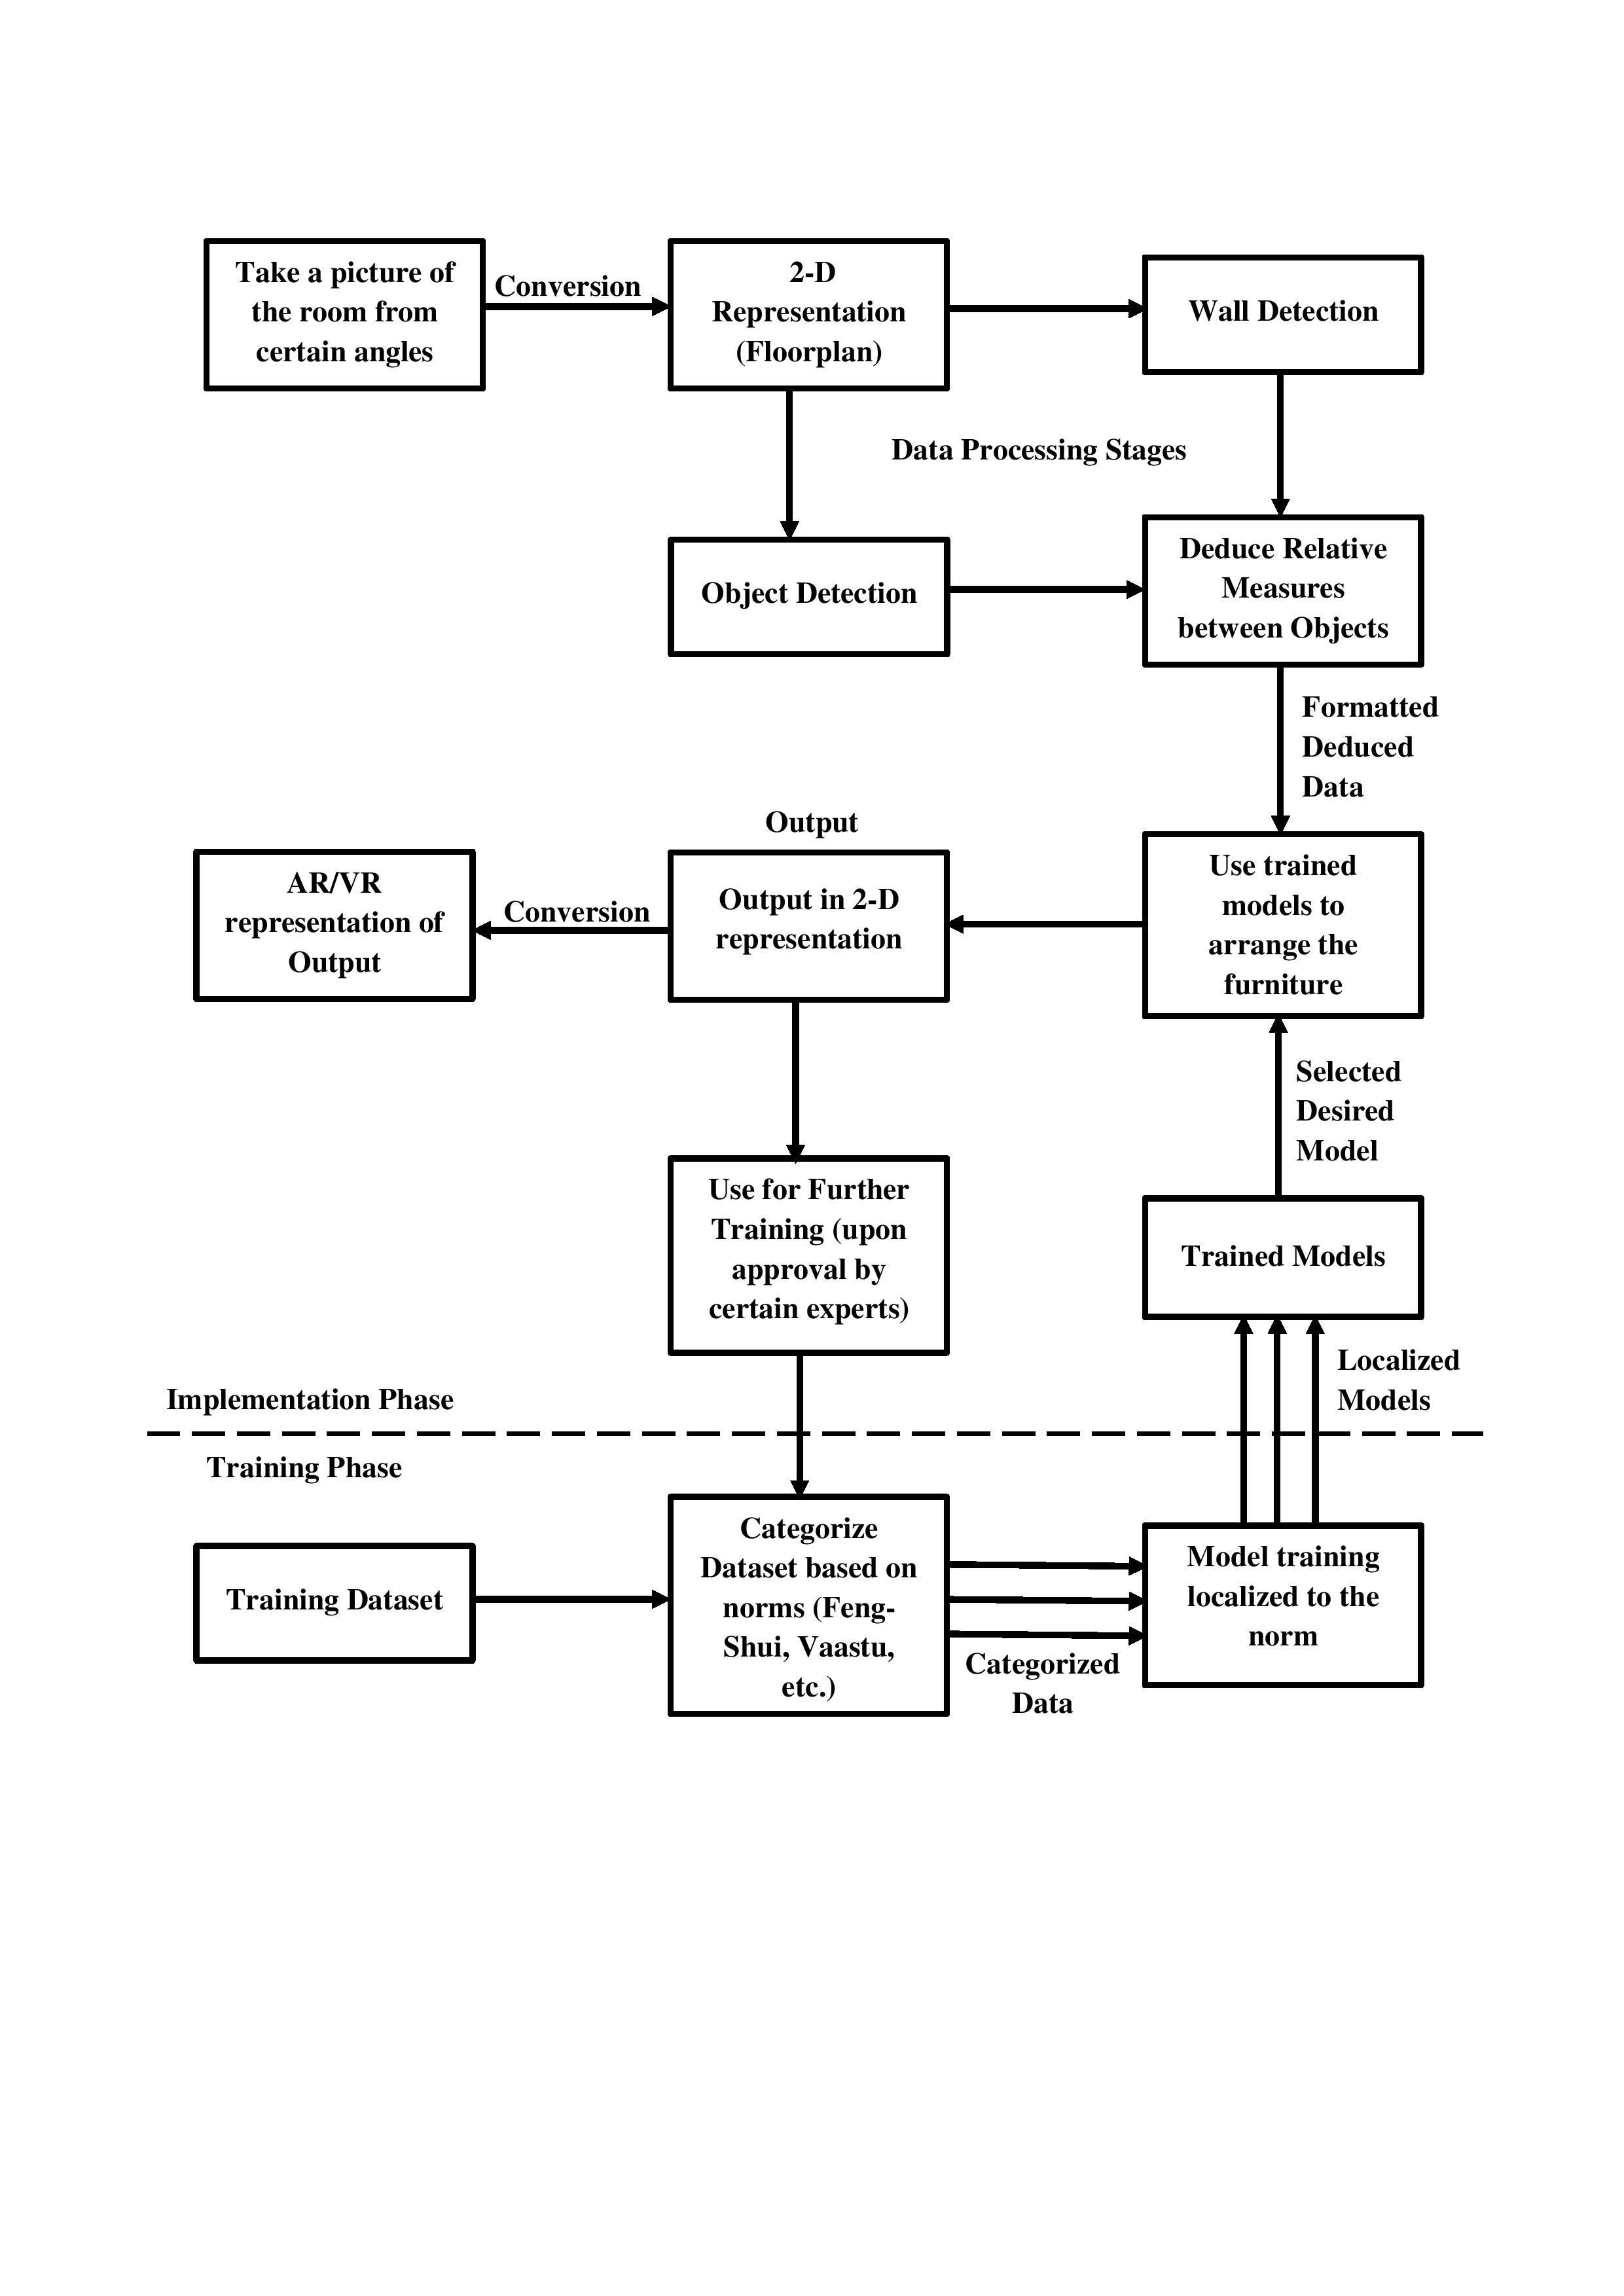 Take a picture of
the room from
certain angles
Conversion
2-D
Representation
(Floorplan)
Wall Detection
Data Processing Stages
Object Detection
Deduce Relative
Measures
between Objects
Formatted
Deduced
Data
Output
AR/VR
representation of
Output
Conversion
Output in 2-D
representation
Use trained
models to
arrange the
furniture
Selected
Desired
Model
Use for Further
Training (upon
approval by
certain experts)
Trained Models
Localized
Models
Implementation Phase
Training Phase
Training Dataset
Categorize
Dataset based on
norms (Feng-
Shui, Vaastu,
etc.)
Categorized
Data
Model training
localized to the
norm